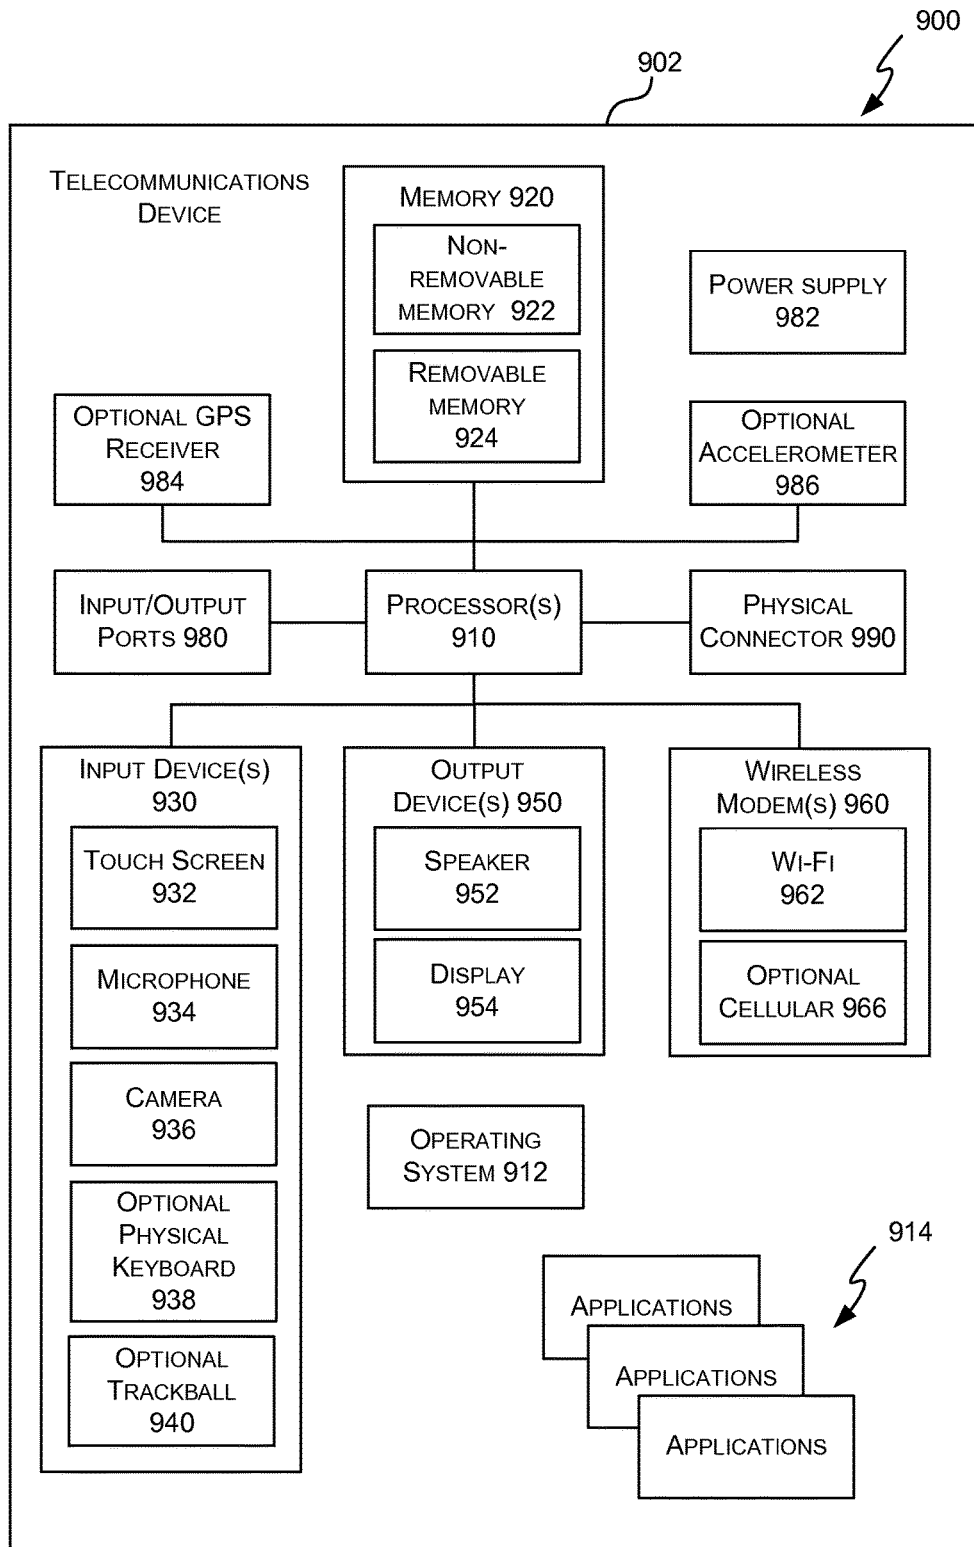 900
902
Telecommunications
Device
Memory 920
Non-
removable
memory 922
Removable
memory
924
Power supply
982
Optional GPS
Receiver
984
Optional
Accelerometer
986
Input/Output
Ports 980
Processor(s)
910
Physical
Connector 990
Input Device(s)
930
Touch Screen
932
Microphone
934
Camera
936
Optional
Physical
Keyboard
938
Optional
Trackball
940
Output
Device(s) 950
Speaker
952
Display
954
Wireless
Modem(s) 960
Wi-Fi
962
Optional
Cellular 966
Operating
System 912
914
Applications
Applications
Applications